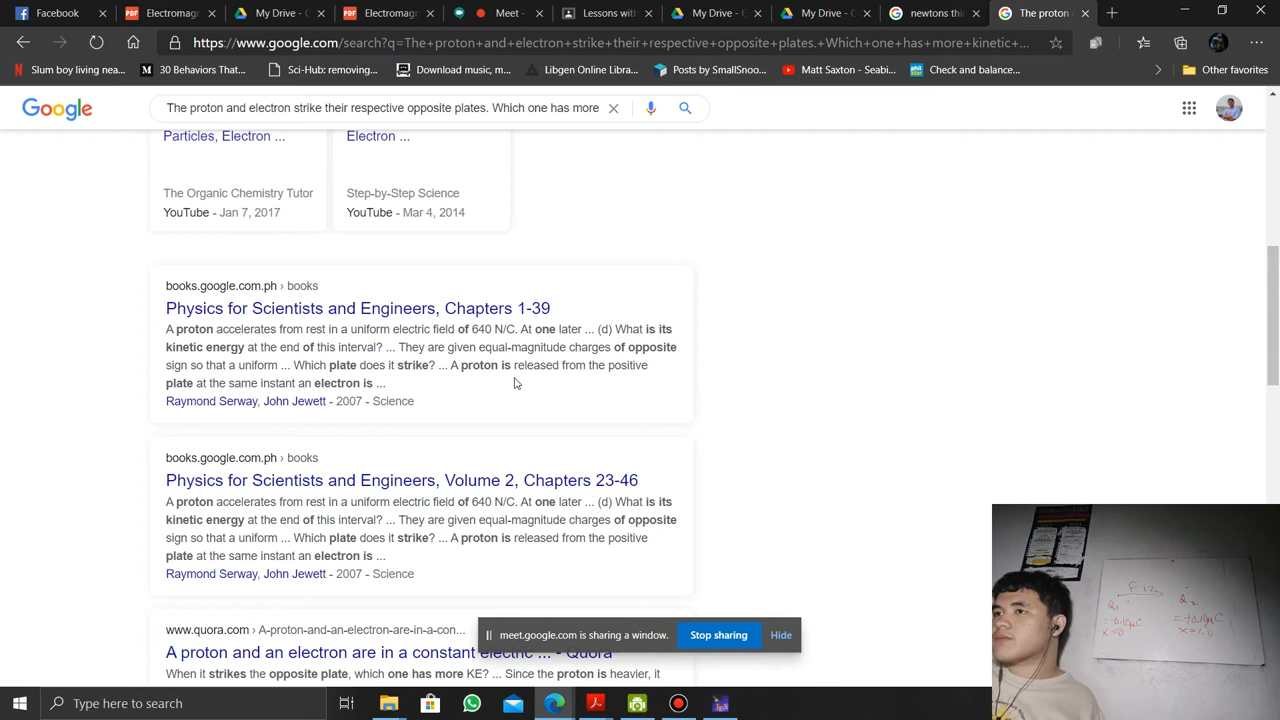 Facebook
Electromag
My Drive - G
Electromag
Meet -
Lessons with
My Drive - G
My Drive - G
newtons thi
The proton a
https://www.google.com/search?q=The+proton+and+electron+strike+their+respective+opposite+plates.+Which+one+has+more+kinetic+...
Slum boy living nea...
30 Behaviors That...
Sci-Hub: removing...
Download music, m...
Libgen Online Libra...
Posts by SmallSnoo...
Matt Saxton - Seabi...
Check and balance...
Other favorites
Google
The proton and electron strike their respective opposite plates. Which one has more
Particles, Electron ...
Electron ...
The Organic Chemistry Tutor
Step-by-Step Science
YouTube - Jan 7, 2017
YouTube - Mar 4, 2014
books.google.com.ph › books
Physics for Scientists and Engineers, Chapters 1-39
A proton accelerates from rest in a uniform electric field of 640 N/C. At one later ... (d) What is its
kinetic energy at the end of this interval? ... They are given equal-magnitude charges of opposite
sign so that a uniform ... Which plate does it strike? ... A proton is released from the positive
plate at the same instant an electron is ...
Raymond Serway, John Jewett - 2007 - Science
books.google.com.ph › books
Physics for Scientists and Engineers, Volume 2, Chapters 23-46
A proton accelerates from rest in a uniform electric field of 640 N/C. At one later ... (d) What is its
kinetic energy at the end of this interval? ... They are given equal-magnitude charges of opposite
sign so that a uniform ... Which plate does it strike? ... A proton is released from the positive
plate at the same instant an electron is ...
Raymond Serway, John Jewett - 2007 - Science
www.quora.com › A-proton-and-an-electron-are-in-a-con...
A proton and an electron are in a constant electric ... - Quora
When it strikes the opposite plate, which one has more KE? ... Since the proton is heavier, it
meet.google.com is sharing a window.
Stop sharing
Hide
Type here to search